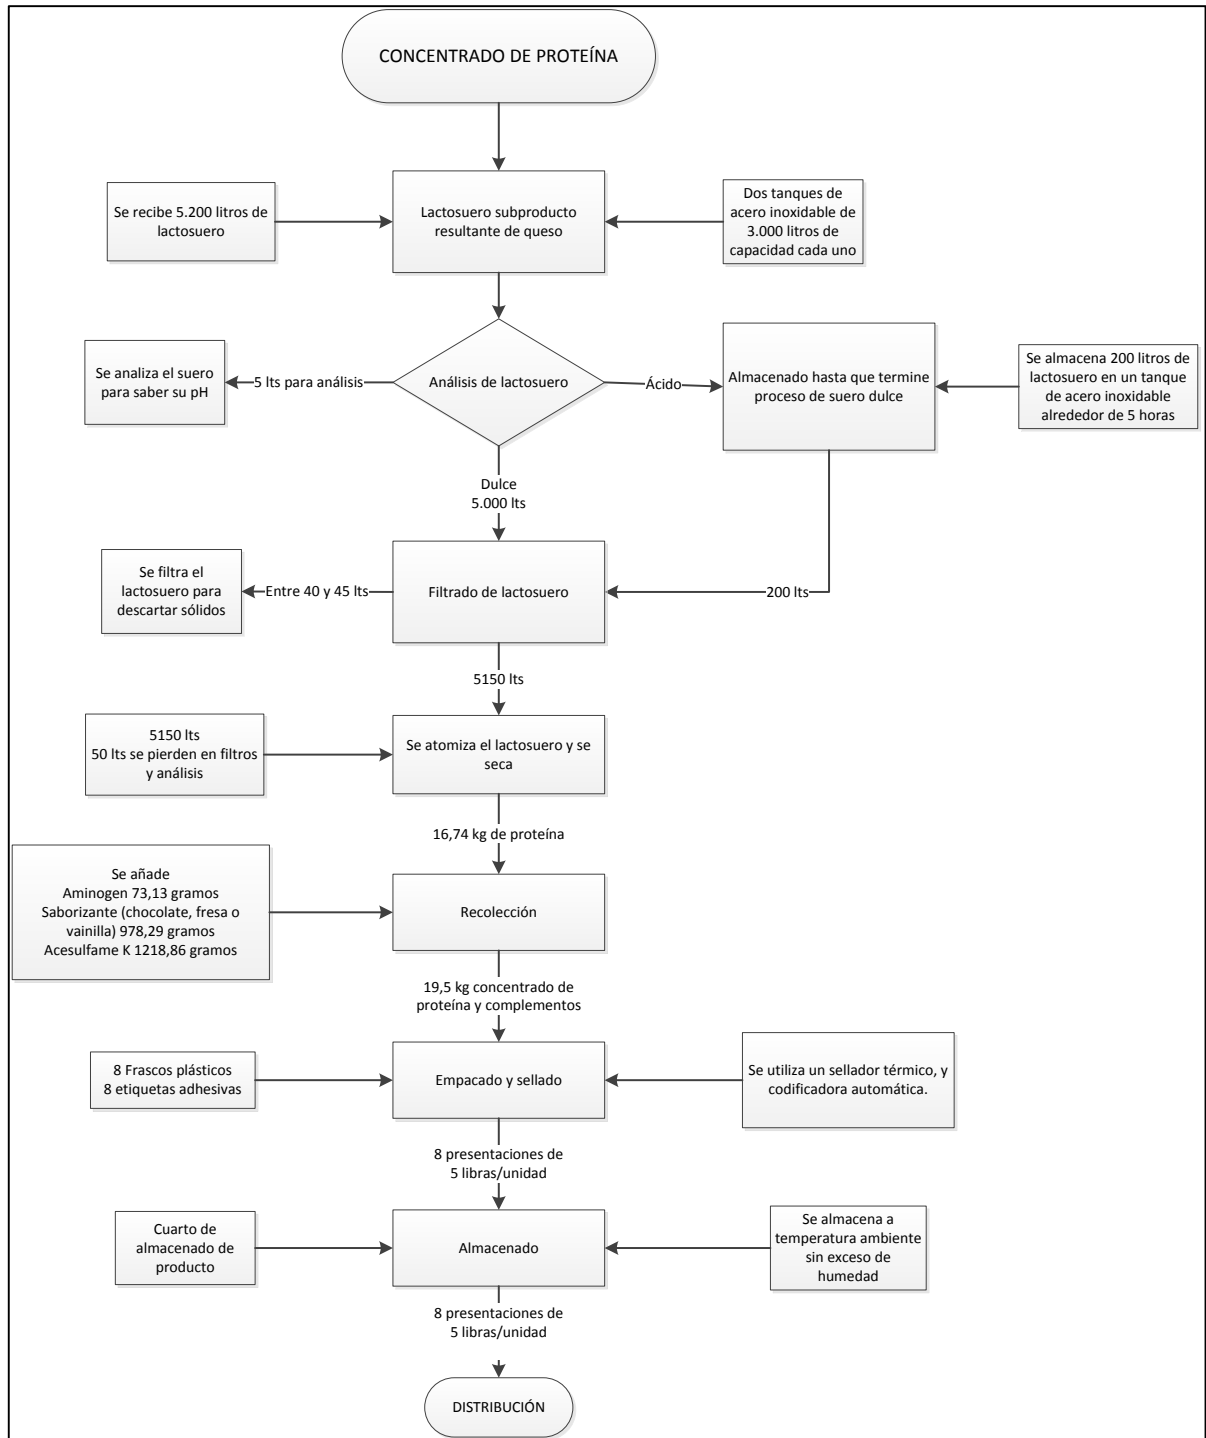 CONCENTRADO DE PROTEÍNA
Se recibe 5.200 litros de
lactosuero
Lactosuero subproducto
resultante de queso
Dos tanques de
acero inoxidable de
3.000 litros de
capacidad cada uno
Se analiza el suero
para saber su pH
5 lts para análisis
Análisis de lactosuero
Ácido
Almacenado hasta que termine
proceso de suero dulce
Se almacena 200 litros de
lactosuero en un tanque
de acero inoxidable
alrededor de 5 horas
Dulce
5.000 lts
Se filtra el
lactosuero para
descartar sólidos
Entre 40 y 45 lts
Filtrado de lactosuero
200 lts
5150 lts
5150 lts
50 lts se pierden en filtros
y análisis
Se atomiza el lactosuero y se
seca
16,74 kg de proteína
Se añade
Aminogen 73,13 gramos
Saborizante (chocolate, fresa o
vainilla) 978,29 gramos
Acesulfame K 1218,86 gramos
Recolección
19,5 kg concentrado de
proteína y complementos
8 Frascos plásticos
8 etiquetas adhesivas
Empacado y sellado
Se utiliza un sellador térmico, y
codificadora automática.
8 presentaciones de
5 libras/unidad
Cuarto de
almacenado de
producto
Almacenado
Se almacena a
temperatura ambiente
sin exceso de
humedad
8 presentaciones de
5 libras/unidad
DISTRIBUCIÓN